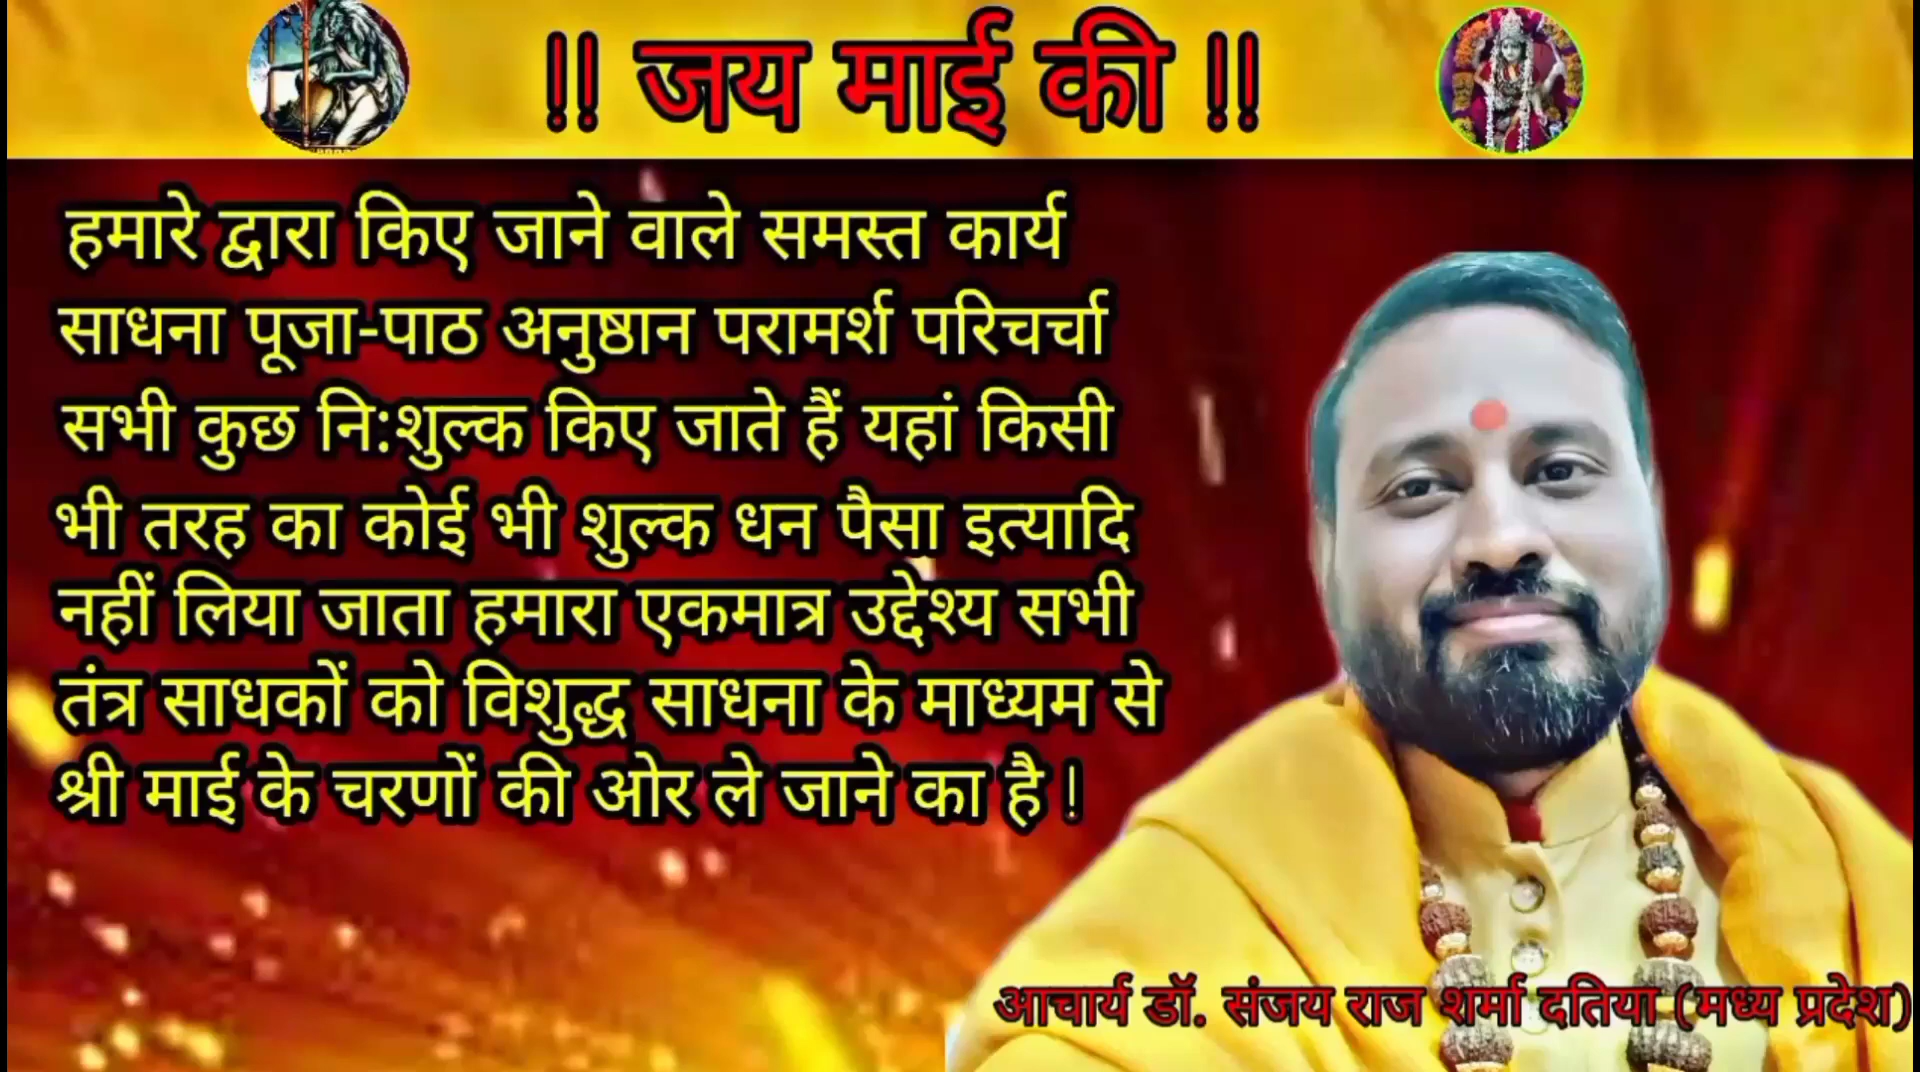 !! जय माई की !!
हमारे द्वारा किए जाने वाले समस्त कार्य
साधना पूजा-पाठ अनुष्ठान परामर्श परिचर्चा
सभी कुछ नि:शुल्क किए जाते हैं यहां किसी
भी तरह का कोई भी शुल्क धन पैसा इत्यादि
नहीं लिया जाता हमारा एकमात्र उद्देश्य सभी
तंत्र साधकों को विशुद्ध साधना के माध्यम से
श्री माई के चरणों की ओर ले जाने का है !
आचार्य डॉ. संजय राज शर्मा दतिया (मध्य प्रदेश)